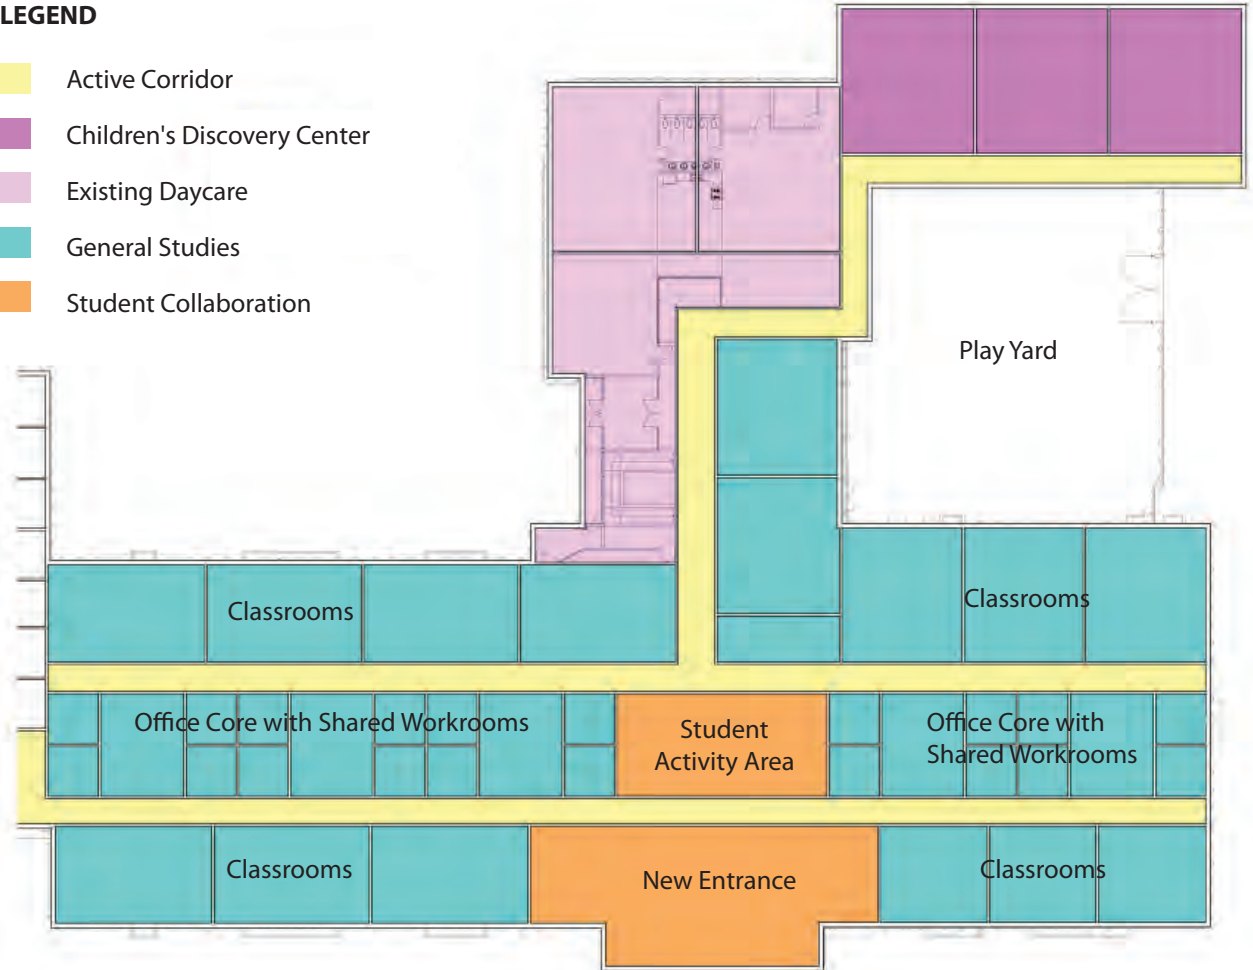 LEGEND
Active Corridor
Children's Discovery Center
Existing Daycare
General Studies
Student Collaboration
Play Yard
Classrooms
Classrooms
Office Core with Shared Workrooms
Student
Activity Area
Office Core with
Shared Workrooms
Classrooms
New Entrance
Classrooms